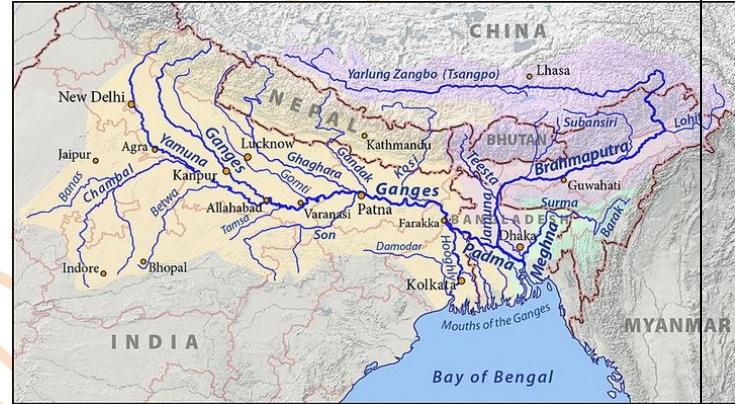 CHINA
Yarlung Zangbo (Tsangpo)
Lhasa
New Delhi
NEPAL
Subansiri
Lohit
Agra
Yamuna
Ganges
Lucknow
Kathmandu
BHUTAN
Brahmaputra
Jaipur
Kanpur
Ghaghara
Gandak
Kosi
Teesta
Banas
Chambal
Gomti
Ganges
Guwahati
Betwa
Allahabad
Varanasi
Patna
Farakka
BANGLADESH
Jamuna
Surma
Barak
Tamsa
Son
Dhaka
Meghna
Damodar
Hooghly
Padma
Indore
Bhopal
Kolkata
Mouths of the Ganges
INDIA
MYANMAR
Bay of Bengal